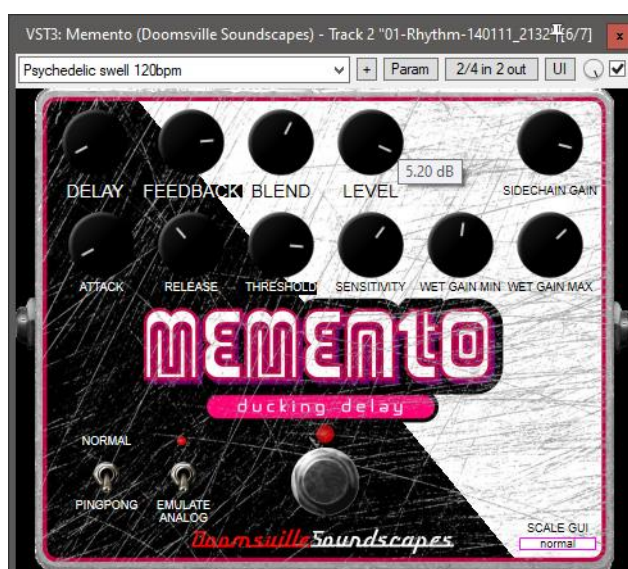 VST3: Memento (Doomsville Soundscapes) - Track 2 "01-Rhythm-140111_2132" [6/7] x
Psychedelic swell 120bpm + Param 2/4 in 2 out UI
DELAY FEEDBACK BLEND LEVEL 5.20 dB SIDECHAIN GAIN
ATTACK RELEASE THRESHOLD SENSITIVITY WET GAIN MIN WET GAIN MAX
MEMENTO
ducking delay
NORMAL
PINGPONG EMULATE
ANALOG
Doomsville Soundscapes
SCALE GUI
normal